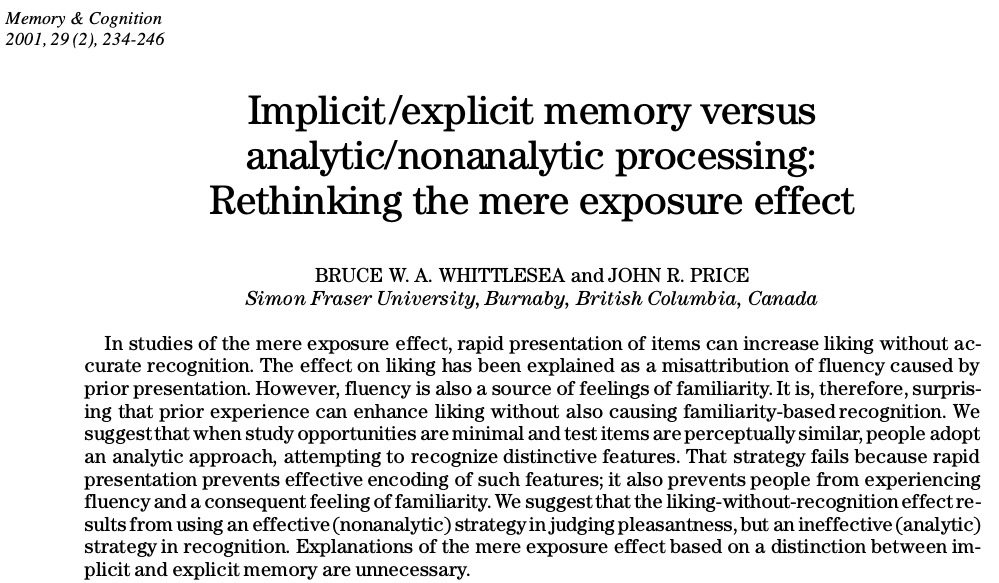 Memory & Cognition
2001, 29 (2), 234-246
Implicit/explicit memory versus
analytic/nonanalytic processing:
Rethinking the mere exposure effect
BRUCE W. A. WHITTLESEA and JOHN R. PRICE
Simon Fraser University, Burnaby, British Columbia, Canada
In studies of the mere exposure effect, rapid presentation of items can increase liking without ac-
curate recognition. The effect on liking has been explained as a misattribution of fluency caused by
prior presentation. However, fluency is also a source of feelings of familiarity. It is, therefore, surpris-
ing that prior experience can enhance liking without also causing familiarity-based recognition. We
suggest that when study opportunities are minimal and test items are perceptually similar, people adopt
an analytic approach, attempting to recognize distinctive features. That strategy fails because rapid
presentation prevents effective encoding of such features; it also prevents people from experiencing
fluency and a consequent feeling of familiarity. We suggest that the liking-without-recognition effect re-
sults from using an effective (nonanalytic) strategy in judging pleasantness, but an ineffective (analytic)
strategy in recognition. Explanations of the mere exposure effect based on a distinction between im-
plicit and explicit memory are unnecessary.